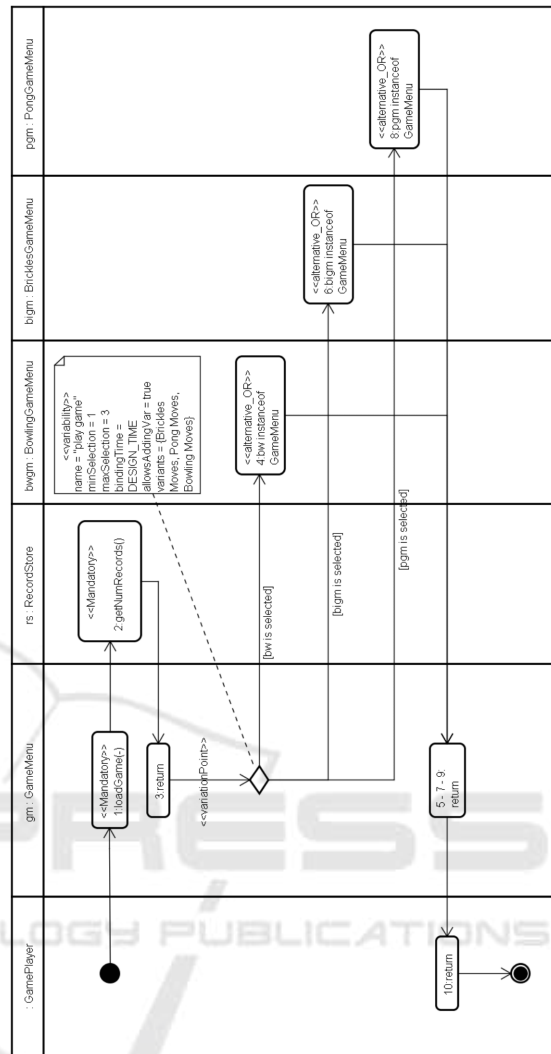 : GamePlayer
gm : GameMenu
rs : RecordStore
bwgm : BowlingGameMenu
bigm : BricklesGameMenu
pgm : PongGameMenu
<<Mandatory>>
1:loadGame(-)
<<Mandatory>>
2:getNumRecords()
3:return
<<variationPoint>>
<<variability>>
name = "play game"
minSelection = 1
maxSelection = 3
bindingTime =
DESIGN_TIME
allowsAddingVar = true
variants = {Brickles
Moves, Pong Moves,
Bowling Moves}
[bw is selected]
<<alternative_OR>>
4:bw instanceof
GameMenu
[bigm is selected]
<<alternative_OR>>
6:bigm instanceof
GameMenu
[pgm is selected]
<<alternative_OR>>
8:pgm instanceof
GameMenu
5 - 7 - 9:
return
10:return
PRESS
LOGY PUBLICATIONS